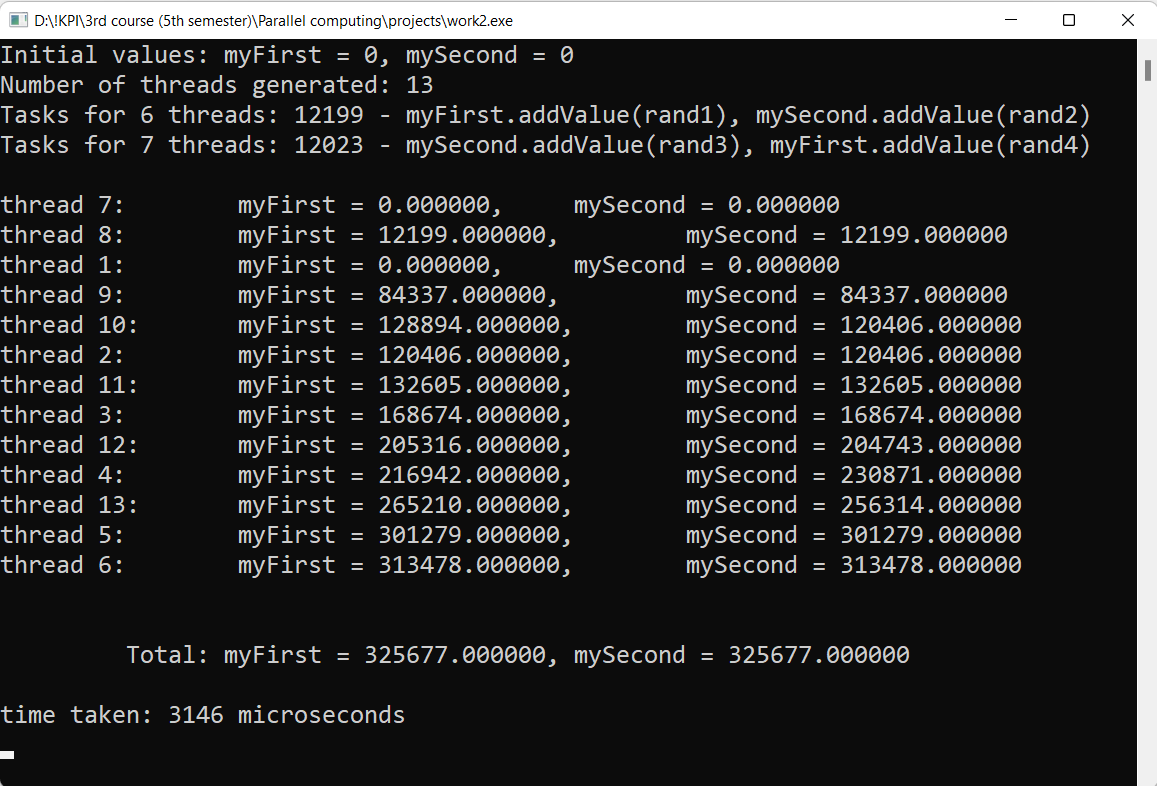 D:\!KPI\3rd course (5th semester)\Parallel computing\projects\work2.exe
Initial values: myFirst = 0, mySecond = 0
Number of threads generated: 13
Tasks for 6 threads: 12199 - myFirst.addValue(rand1), mySecond.addValue(rand2)
Tasks for 7 threads: 12023 - mySecond.addValue(rand3), myFirst.addValue(rand4)
thread 7: myFirst = 0.000000, mySecond = 0.000000
thread 8: myFirst = 12199.000000, mySecond = 12199.000000
thread 1: myFirst = 0.000000, mySecond = 0.000000
thread 9: myFirst = 84337.000000, mySecond = 84337.000000
thread 10: myFirst = 128894.000000, mySecond = 120406.000000
thread 2: myFirst = 120406.000000, mySecond = 120406.000000
thread 11: myFirst = 132605.000000, mySecond = 132605.000000
thread 3: myFirst = 168674.000000, mySecond = 168674.000000
thread 12: myFirst = 205316.000000, mySecond = 204743.000000
thread 4: myFirst = 216942.000000, mySecond = 230871.000000
thread 13: myFirst = 265210.000000, mySecond = 256314.000000
thread 5: myFirst = 301279.000000, mySecond = 301279.000000
thread 6: myFirst = 313478.000000, mySecond = 313478.000000
Total: myFirst = 325677.000000, mySecond = 325677.000000
time taken: 3146 microseconds